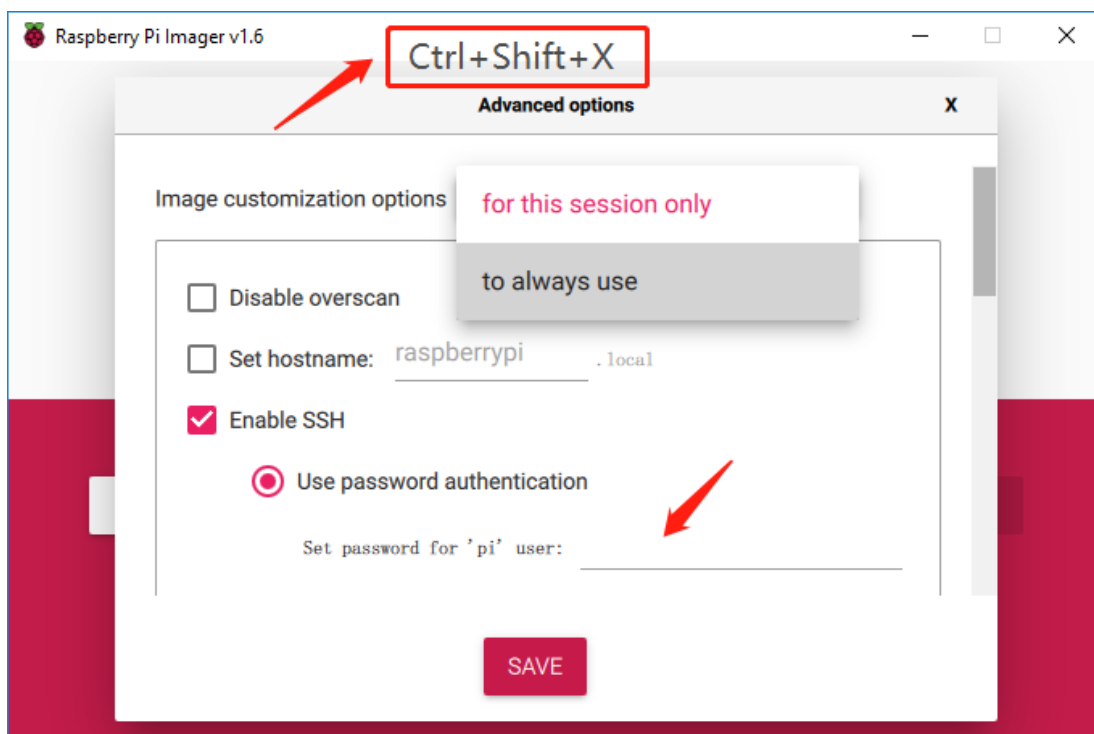 Raspberry Pi Imager v1.6
Ctrl+Shift+X
Advanced options X
Image customization options
for this session only
to always use
Disable overscan
Set hostname: raspberrypi .local
Enable SSH
Use password authentication
Set password for 'pi' user:
SAVE